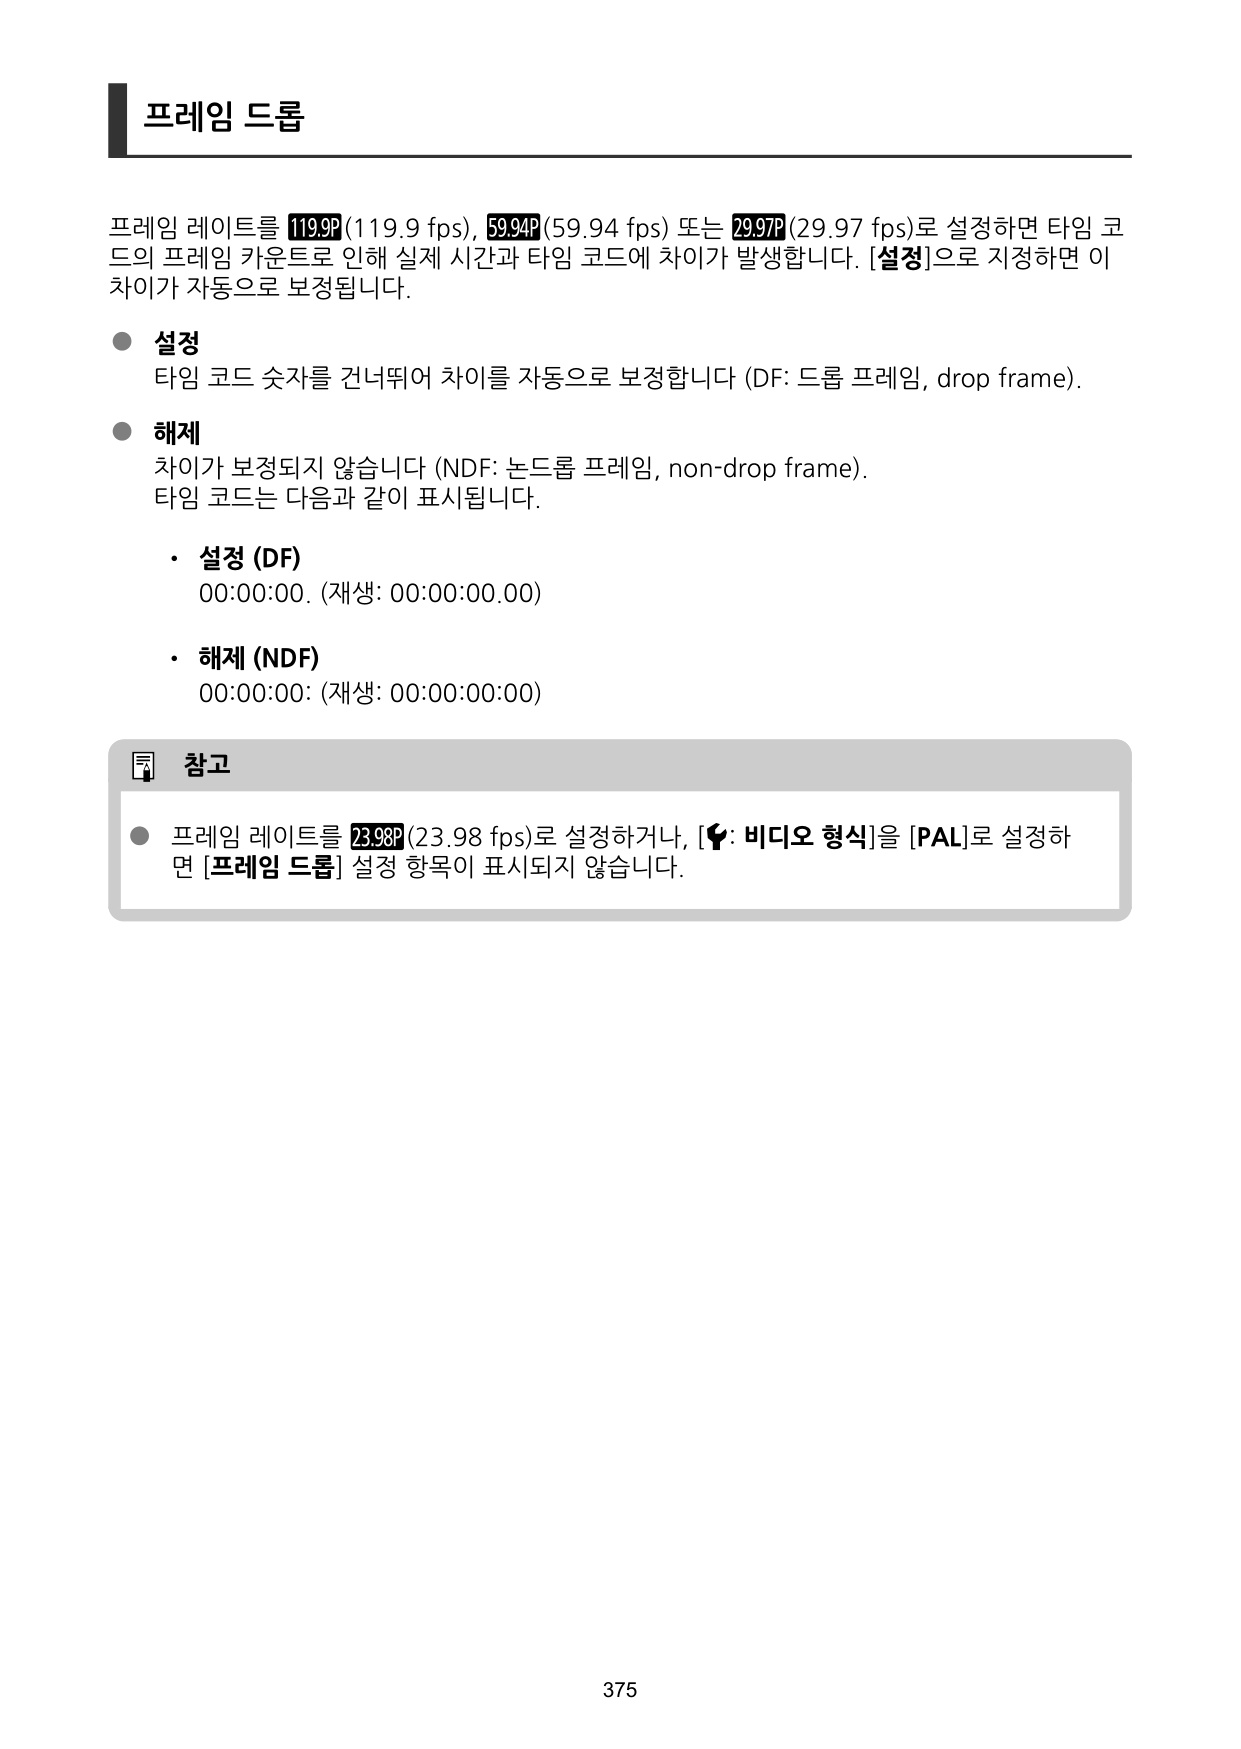 프레임 드롭
프레임 레이트를 119.9P(119.9 fps), 59.94P(59.94 fps) 또는 29.97P(29.97 fps)로 설정하면 타임 코
드의 프레임 카운트로 인해 실제 시간과 타임 코드에 차이가 발생합니다. [설정]으로 지정하면 이
차이가 자동으로 보정됩니다.
● 설정
타임 코드 숫자를 건너뛰어 차이를 자동으로 보정합니다 (DF: 드롭 프레임, drop frame).
● 해제
차이가 보정되지 않습니다 (NDF: 논드롭 프레임, non-drop frame).
타임 코드는 다음과 같이 표시됩니다.
• 설정 (DF)
00:00:00. (재생: 00:00:00.00)
• 해제 (NDF)
00:00:00: (재생: 00:00:00:00)
참고
● 프레임 레이트를 23.98P(23.98 fps)로 설정하거나, [: 비디오 형식]을 [PAL]로 설정하
면 [프레임 드롭] 설정 항목이 표시되지 않습니다.
375